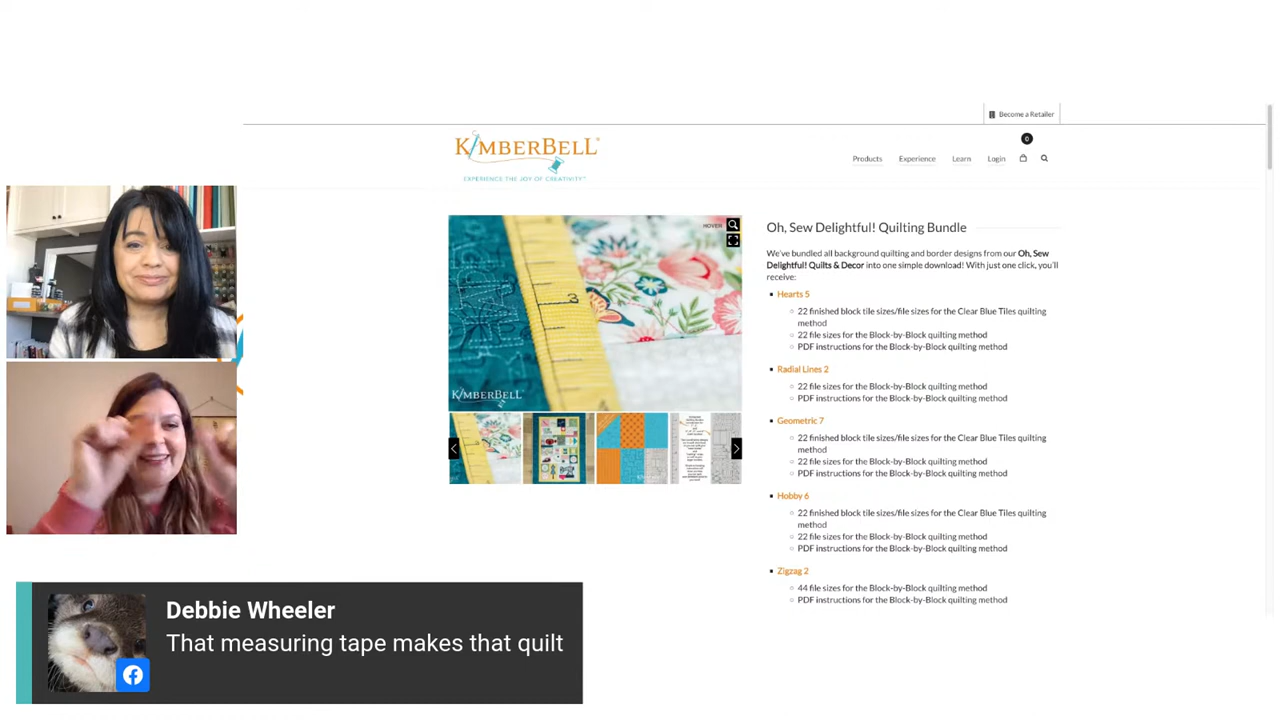 Become a Retailer
0
KIMBERBELL®
EXPERIENCE THE JOY OF CREATIVITY™
Products Experience Learn Login
HOVER
3
KIMBERBELL
Oh, Sew Delightful! Quilting Bundle
We've bundled all background quilting and border designs from our Oh, Sew
Delightful! Quilts & Decor into one simple download! With just one click, you'll
receive:
Hearts 5
22 finished block tile sizes/file sizes for the Clear Blue Tiles quilting
method
22 file sizes for the Block-by-Block quilting method
PDF instructions for the Block-by-Block quilting method
Radial Lines 2
22 file sizes for the Block-by-Block quilting method
PDF instructions for the Block-by-Block quilting method
Geometric 7
22 finished block tile sizes/file sizes for the Clear Blue Tiles quilting
method
22 file sizes for the Block-by-Block quilting method
PDF instructions for the Block-by-Block quilting method
Hobby 6
22 finished block tile sizes/file sizes for the Clear Blue Tiles quilting
method
22 file sizes for the Block-by-Block quilting method
PDF instructions for the Block-by-Block quilting method
Zigzag 2
44 file sizes for the Block-by-Block quilting method
PDF instructions for the Block-by-Block quilting method
Debbie Wheeler
That measuring tape makes that quilt